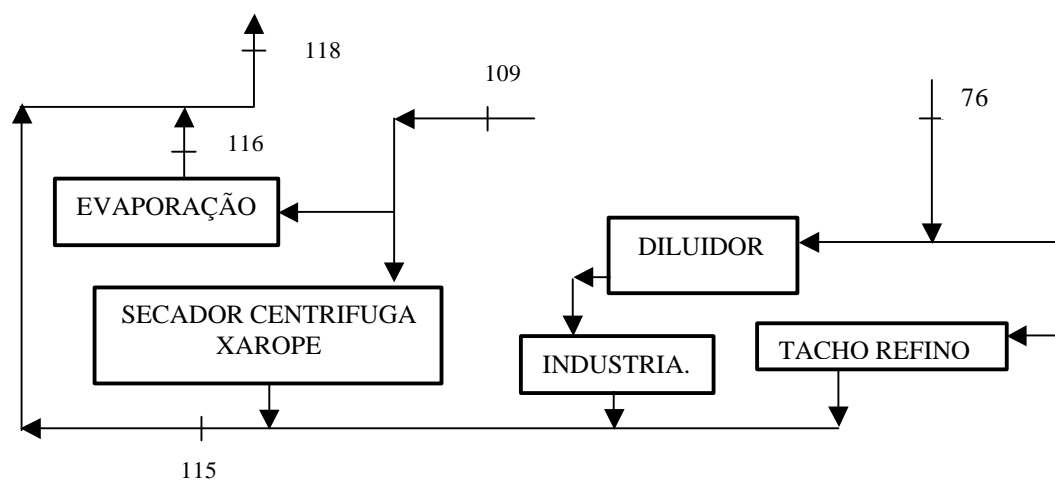 118
109
76
116
EVAPORAÇÃO
DILUIDOR
SECADOR CENTRIFUGA
XAROPE
INDUSTRIA.
TACHO REFINO
115